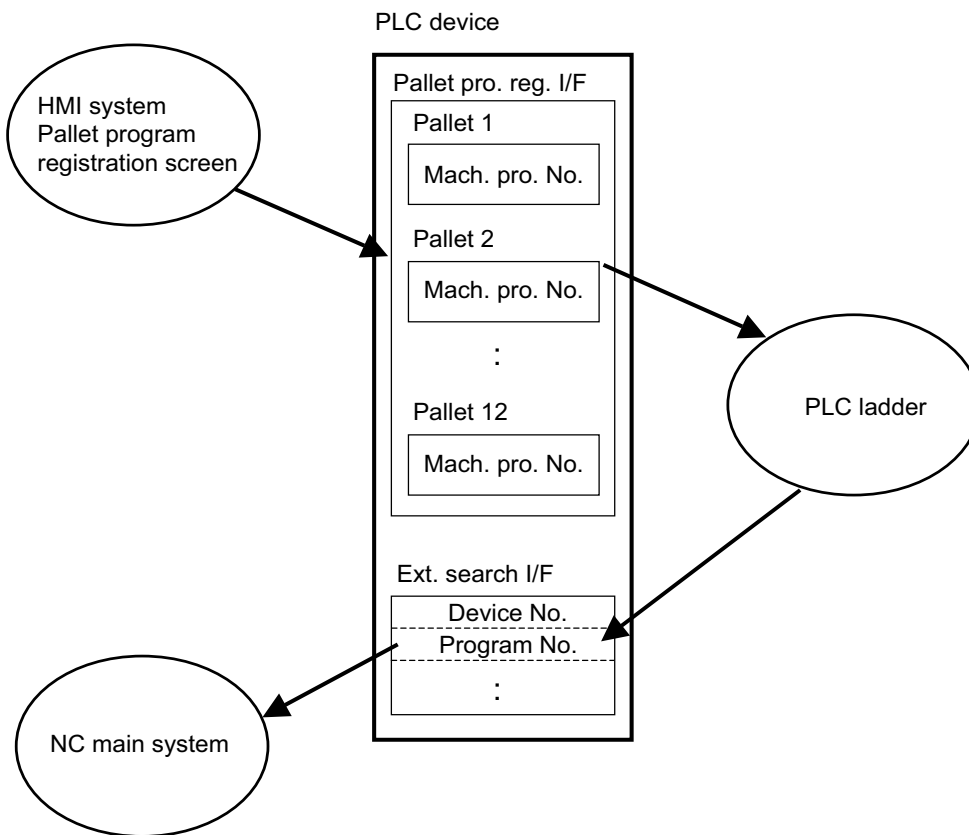 PLC device
HMI system
Pallet program
registration screen
Pallet pro. reg. I/F
Pallet 1
Mach. pro. No.
Pallet 2
Mach. pro. No.
:
Pallet 12
Mach. pro. No.
PLC ladder
Ext. search I/F
Device No.
Program No.
:
NC main system